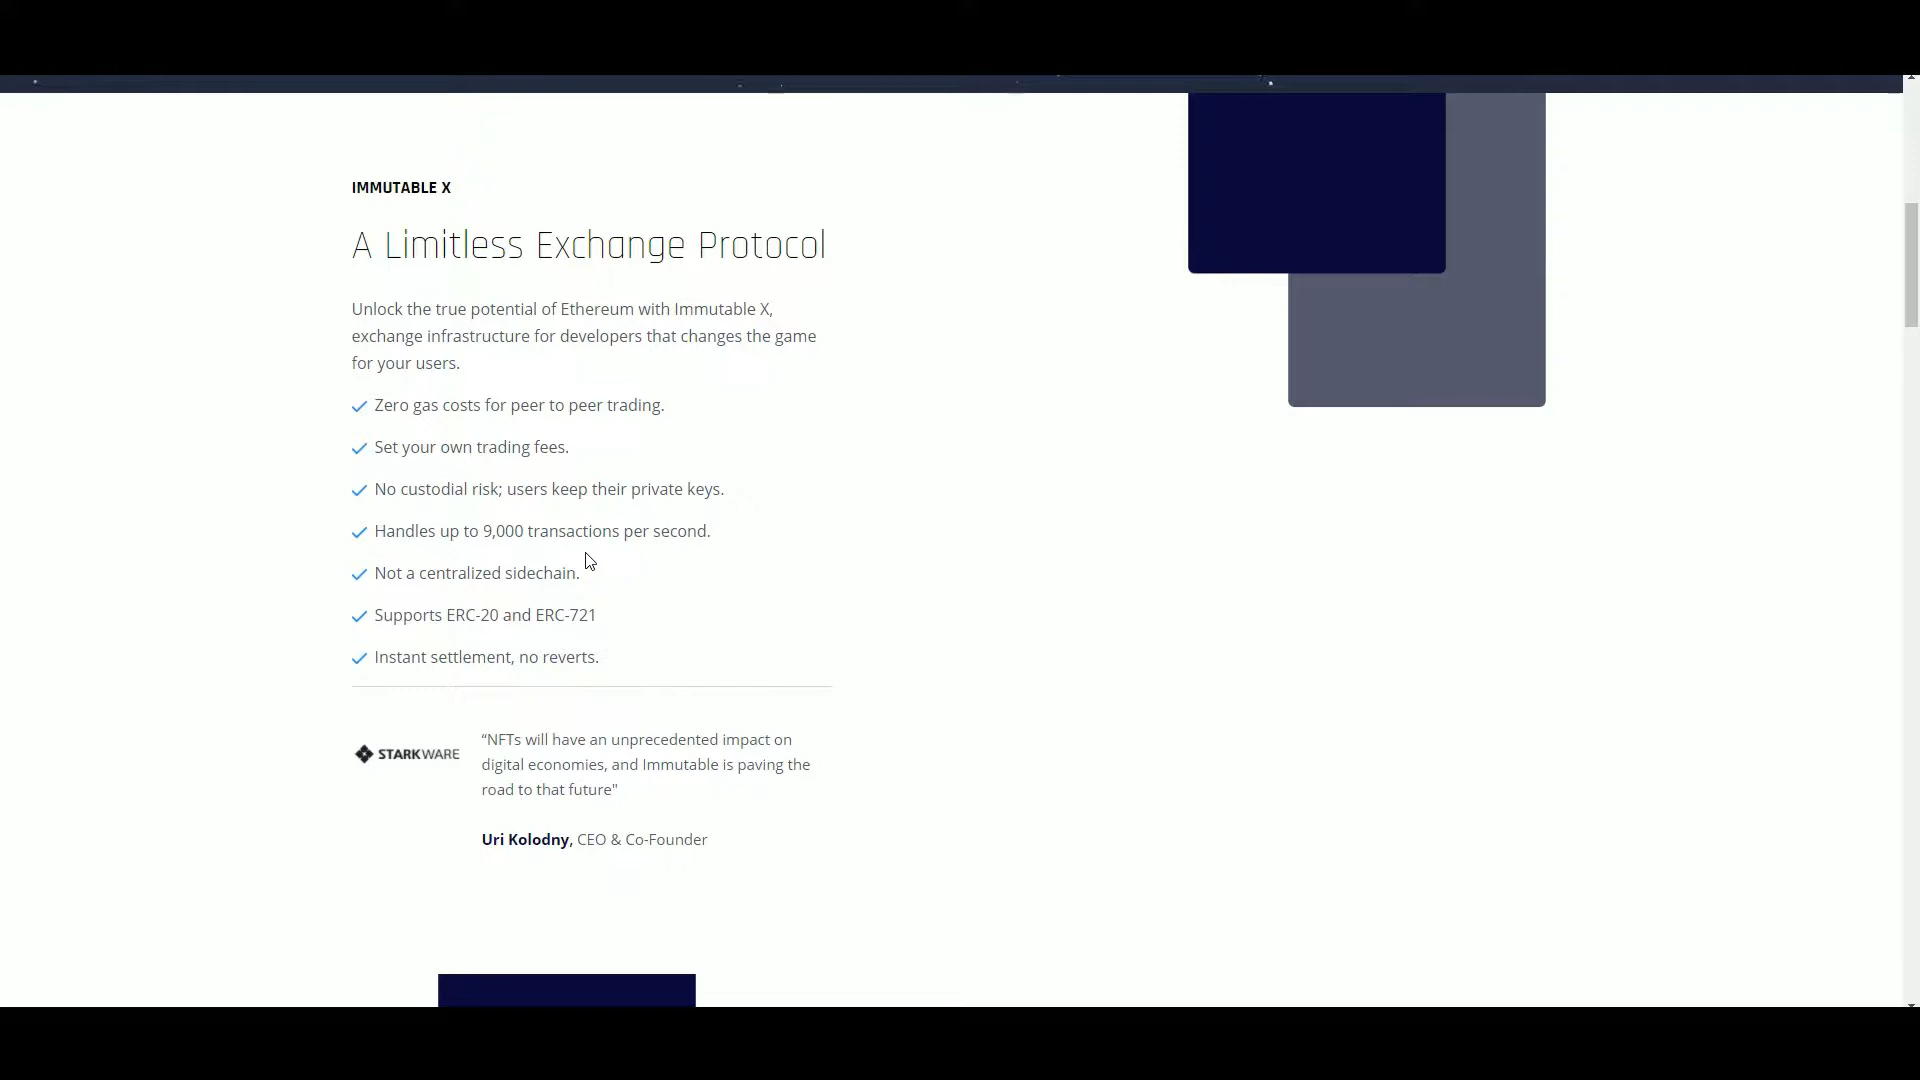 IMMUTABLE X
A Limitless Exchange Protocol
Unlock the true potential of Ethereum with Immutable X,
exchange infrastructure for developers that changes the game
for your users.
Zero gas costs for peer to peer trading.
Set your own trading fees.
No custodial risk; users keep their private keys.
Handles up to 9,000 transactions per second.
Not a centralized sidechain.
Supports ERC-20 and ERC-721
Instant settlement, no reverts.
STARKWARE
“NFTs will have an unprecedented impact on
digital economies, and Immutable is paving the
road to that future"
Uri Kolodny, CEO & Co-Founder